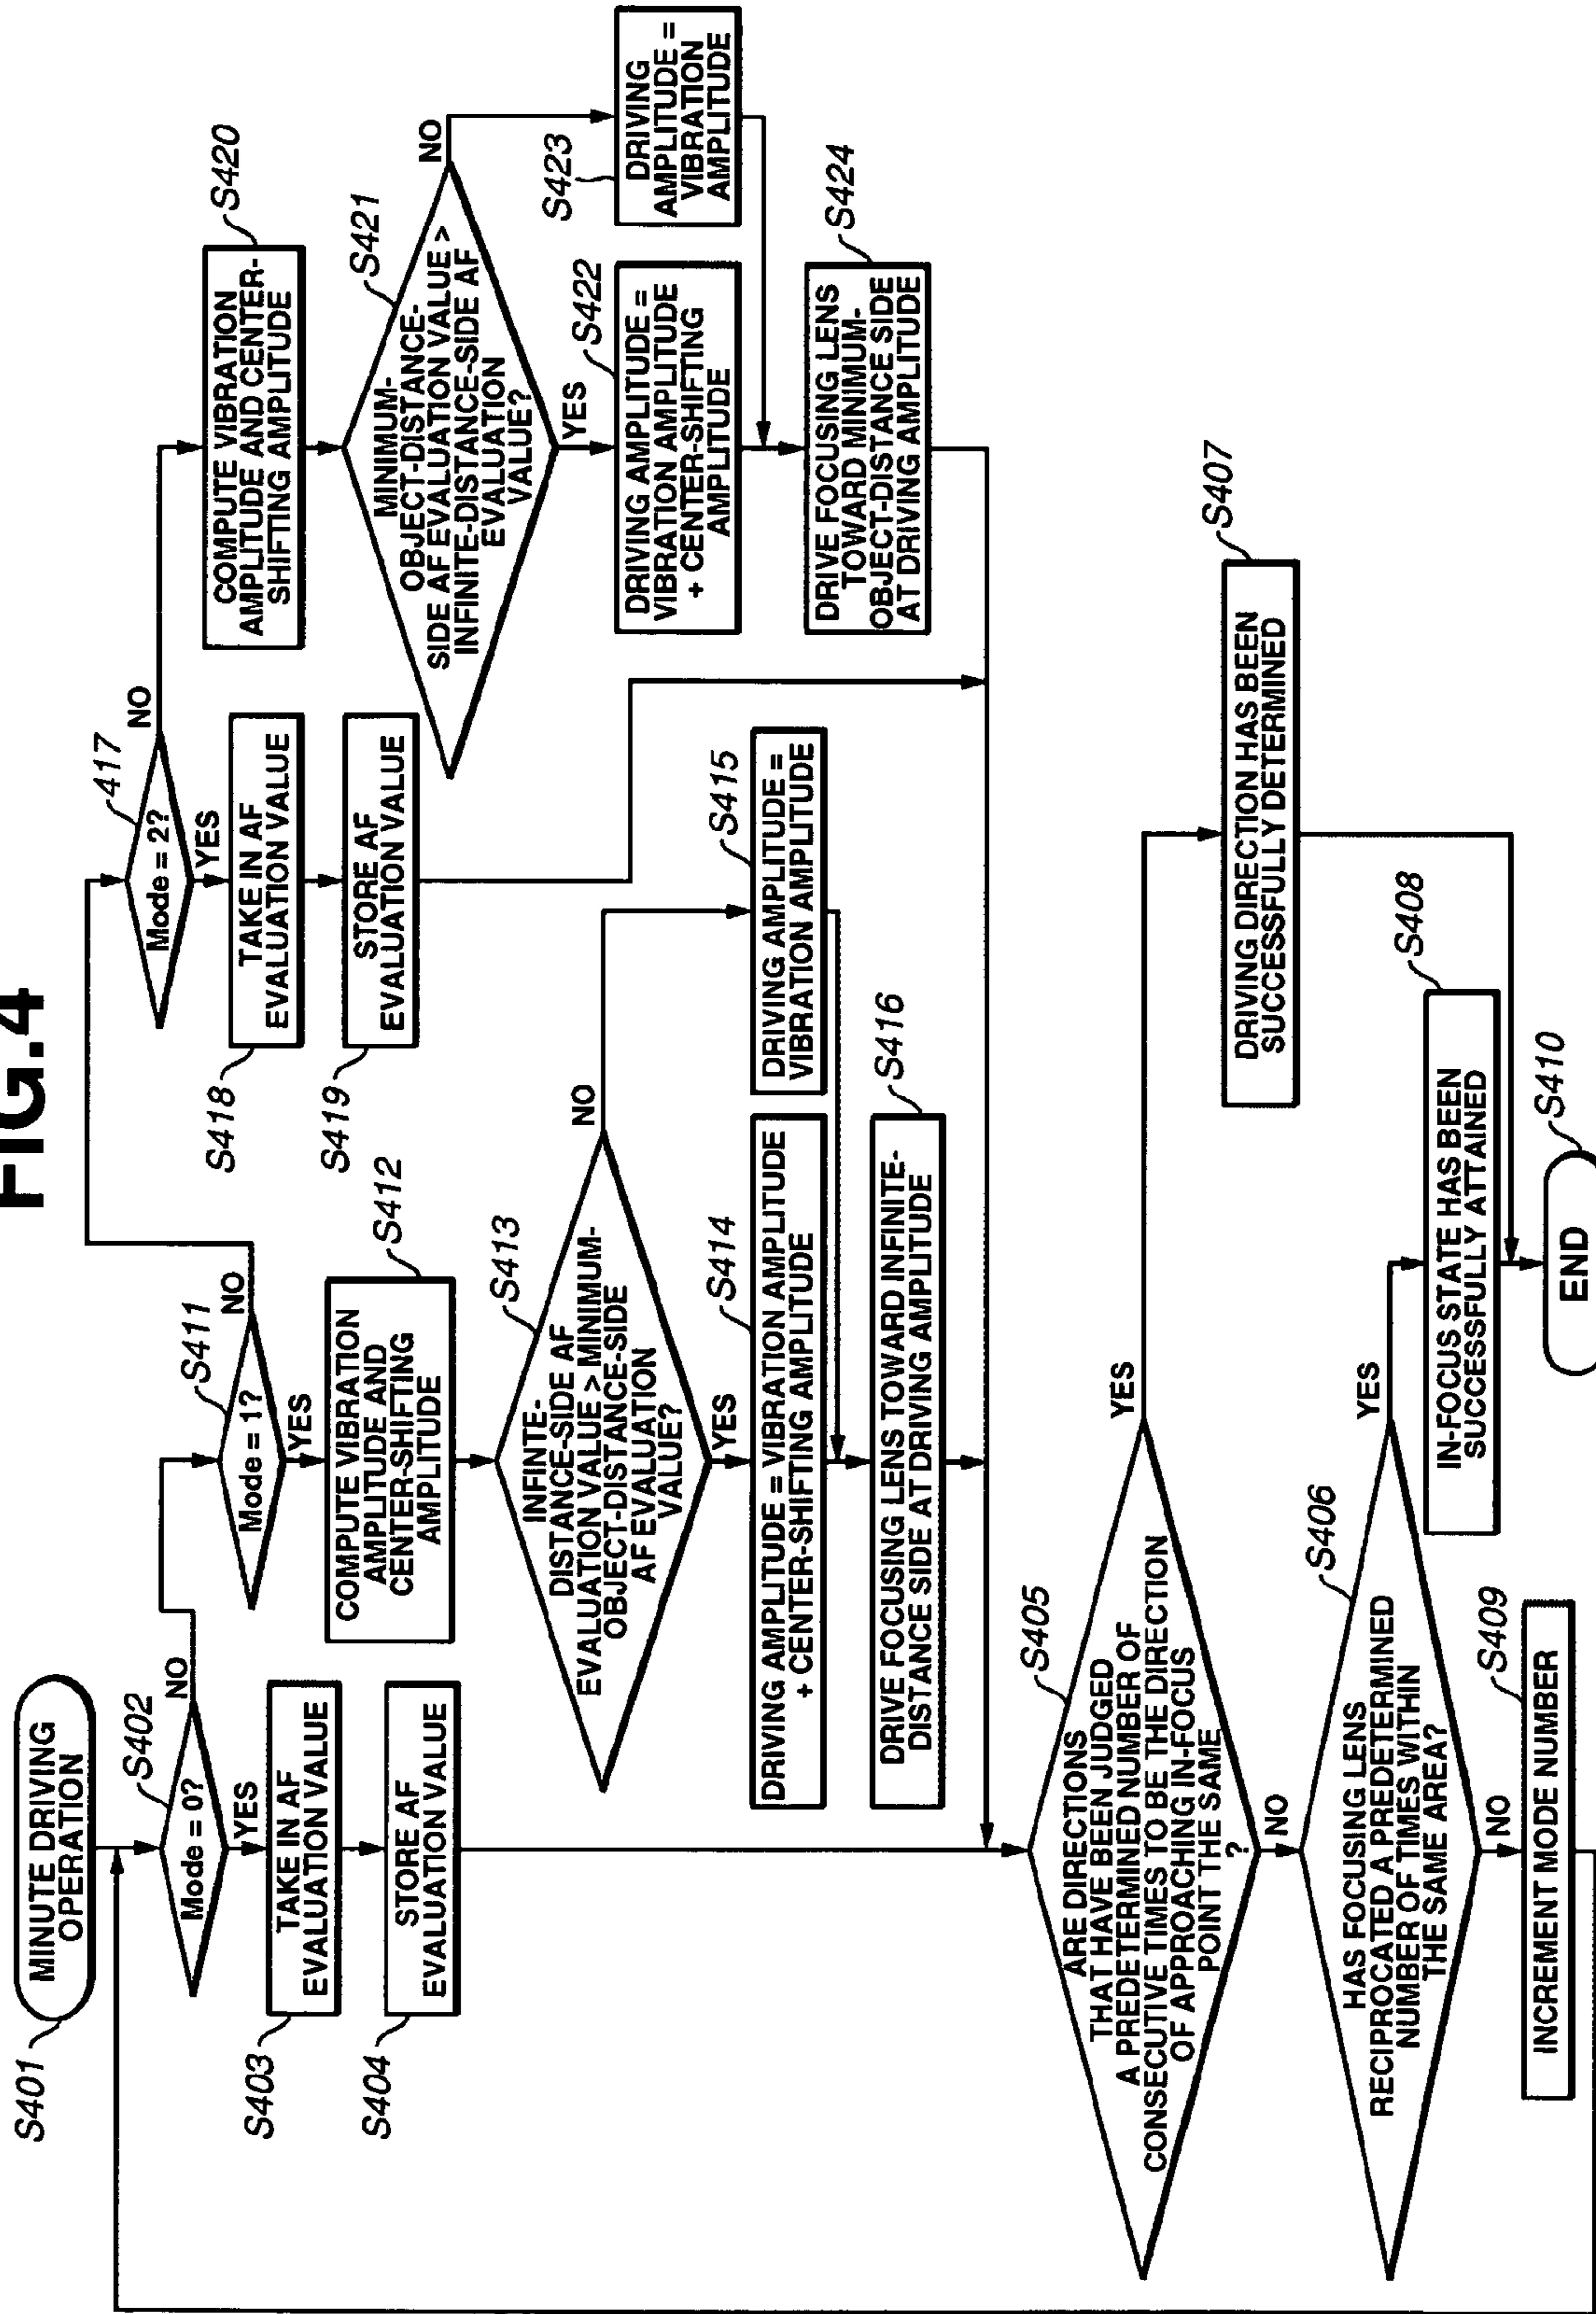 FIG.4
MINUTE DRIVING
OPERATION
S401
Mode = 0?
S402
NO
YES
TAKE IN AF
EVALUATION VALUE
S403
STORE AF
EVALUATION VALUE
S404
Mode = 1?
S411
NO
YES
COMPUTE VIBRATION
AMPLITUDE AND
CENTER-SHIFTING
AMPLITUDE
S412
INFINTE-
DISTANCE-SIDE AF
EVALUATION VALUE > MINIMUM-
OBJECT-DISTANCE-SIDE
AF EVALUATION
VALUE?
S413
NO
YES
DRIVING AMPLITUDE = VIBRATION AMPLITUDE
+ CENTER-SHIFTING AMPLITUDE
S414
DRIVING AMPLITUDE =
VIBRATION AMPLITUDE
S415
DRIVE FOCUSING LENS TOWARD INFINITE-
DISTANCE SIDE AT DRIVING AMPLITUDE
S416
Mode = 2?
417
NO
YES
TAKE IN AF
EVALUATION VALUE
S418
STORE AF
EVALUATION VALUE
S419
COMPUTE VIBRATION
AMPLITUDE AND CENTER-
SHIFTING AMPLITUDE
S420
MINIMUM-
OBJECT-DISTANCE-
SIDE AF EVALUATION VALUE >
INFINITE-DISTANCE-SIDE AF
EVALUATION
VALUE?
S421
NO
YES
DRIVING AMPLITUDE =
VIBRATION AMPLITUDE
+ CENTER-SHIFTING
AMPLITUDE
S422
DRIVING
AMPLITUDE =
VIBRATION
AMPLITUDE
S423
DRIVE FOCUSING LENS
TOWARD MINIMUM-
OBJECT-DISTANCE SIDE
AT DRIVING AMPLITUDE
S424
ARE DIRECTIONS
THAT HAVE BEEN JUDGED
A PREDETERMINED NUMBER OF
CONSECUTIVE TIMES TO BE THE DIRECTION
OF APPROACHING IN-FOCUS
POINT THE SAME
?
S405
YES
NO
HAS FOCUSING LENS
RECIPROCATED A PREDETERMINED
NUMBER OF TIMES WITHIN
THE SAME AREA?
S406
YES
NO
DRIVING DIRECTION HAS BEEN
SUCCESSFULLY DETERMINED
S407
IN-FOCUS STATE HAS BEEN
SUCCESSFULLY ATTAINED
S408
INCREMENT MODE NUMBER
S409
END
S410